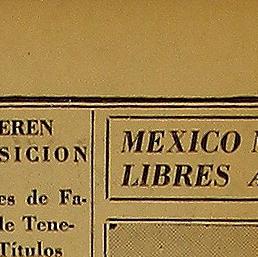 EREN
SICION
es de Fa-
de Tene-
Títulos
MEXICO
LIBRES A